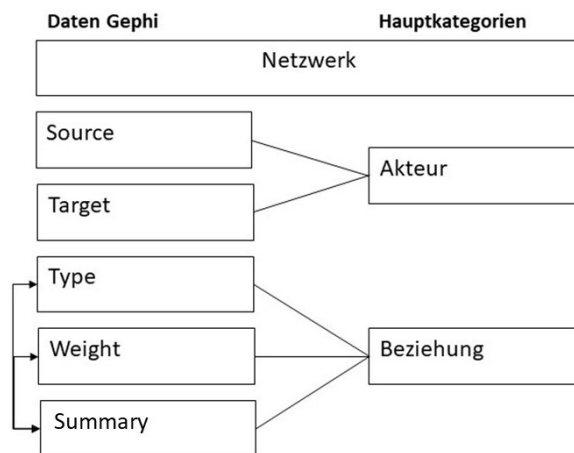 Daten Gephi
Hauptkategorien
Netzwerk
Source
Akteur
Target
Type
Weight
Beziehung
Summary